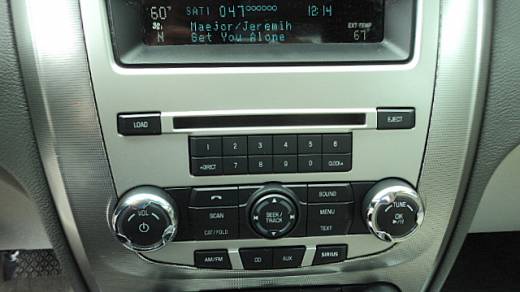 60° SAT1 047 12:14
Maejor/Jeremih EXT-TEMP
N Get You Alone 67°
LOAD EJECT
1 2 3 4 5 6
DIRECT 7 8 9 0 CLOCK
VOL SCAN CAT/FOLD SEEK/ TRACK SOUND MENU TEXT TUNE OK
AM/FM CD AUX SIRIUS